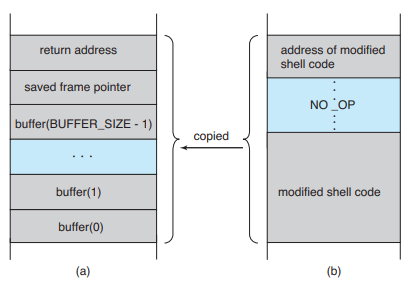 return address
saved frame pointer
buffer(BUFFER_SIZE - 1)
. . .
buffer(1)
buffer(0)
(a)
copied
address of modified
shell code
.
.
.
NO _OP
.
.
.
modified shell code
(b)